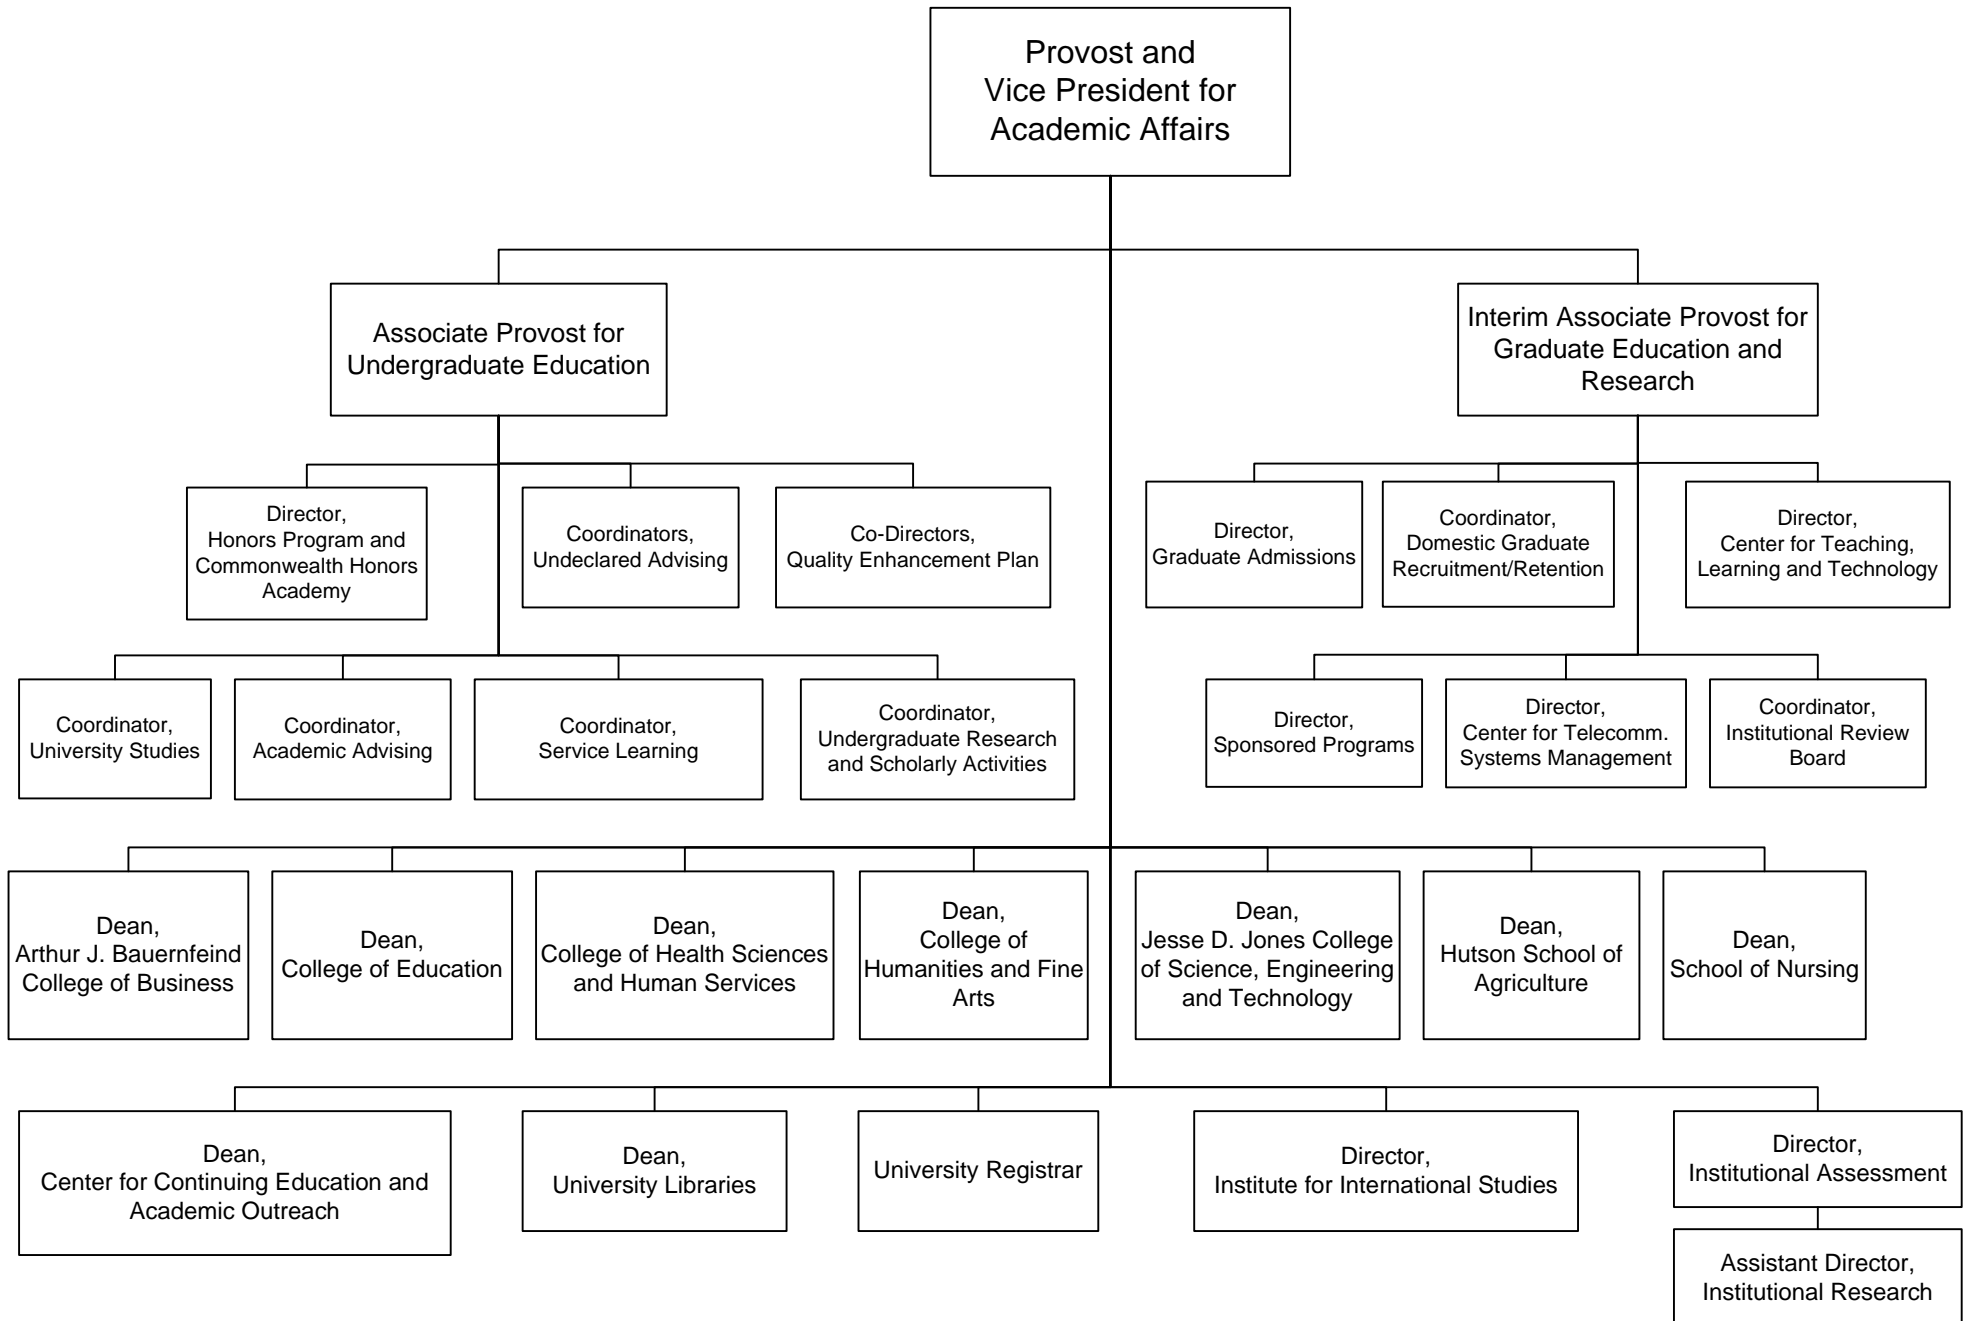 Provost and
Vice President for
Academic Affairs
Associate Provost for
Undergraduate Education
Interim Associate Provost for
Graduate Education and
Research
Director,
Honors Program and
Commonwealth Honors
Academy
Coordinators,
Undeclared Advising
Co-Directors,
Quality Enhancement Plan
Director,
Graduate Admissions
Coordinator,
Domestic Graduate
Recruitment/Retention
Director,
Center for Teaching,
Learning and Technology
Coordinator,
University Studies
Coordinator,
Academic Advising
Coordinator,
Service Learning
Coordinator,
Undergraduate Research
and Scholarly Activities
Director,
Sponsored Programs
Director,
Center for Telecomm.
Systems Management
Coordinator,
Institutional Review
Board
Dean,
Arthur J. Bauernfeind
College of Business
Dean,
College of Education
Dean,
College of Health Sciences
and Human Services
Dean,
College of
Humanities and Fine
Arts
Dean,
Jesse D. Jones College
of Science, Engineering
and Technology
Dean,
Hutson School of
Agriculture
Dean,
School of Nursing
Dean,
Center for Continuing Education and
Academic Outreach
Dean,
University Libraries
University Registrar
Director,
Institute for International Studies
Director,
Institutional Assessment
Assistant Director,
Institutional Research